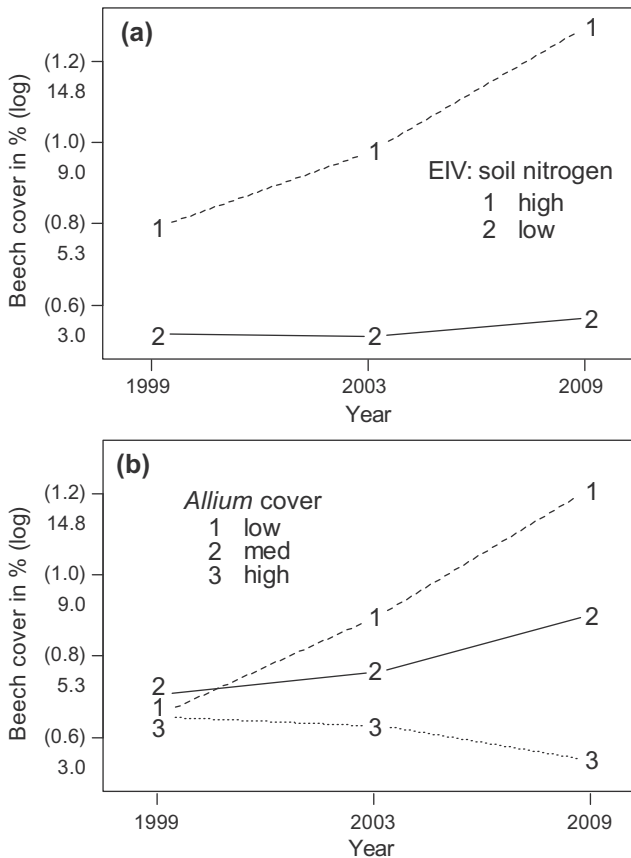 (a)
Beech cover in % (log)
(1.2)
14.8
(1.0)
9.0
(0.8)
5.3
(0.6)
3.0
1
1
1
2
2
2
EIV: soil nitrogen
1 high
2 low
1999
2003
2009
Year
(b)
Beech cover in % (log)
(1.2)
14.8
(1.0)
9.0
(0.8)
5.3
(0.6)
3.0
Allium cover
1 low
2 med
3 high
1
1
1
2
2
2
3
3
3
1999
2003
2009
Year